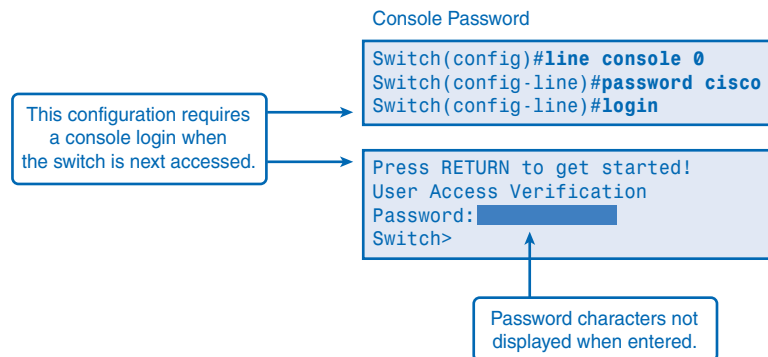 Console Password
Switch(config)#line console 0
Switch(config-line)#password cisco
Switch(config-line)#login
This configuration requires
a console login when
the switch is next accessed.
Press RETURN to get started!
User Access Verification
Password:
Switch>
Password characters not
displayed when entered.